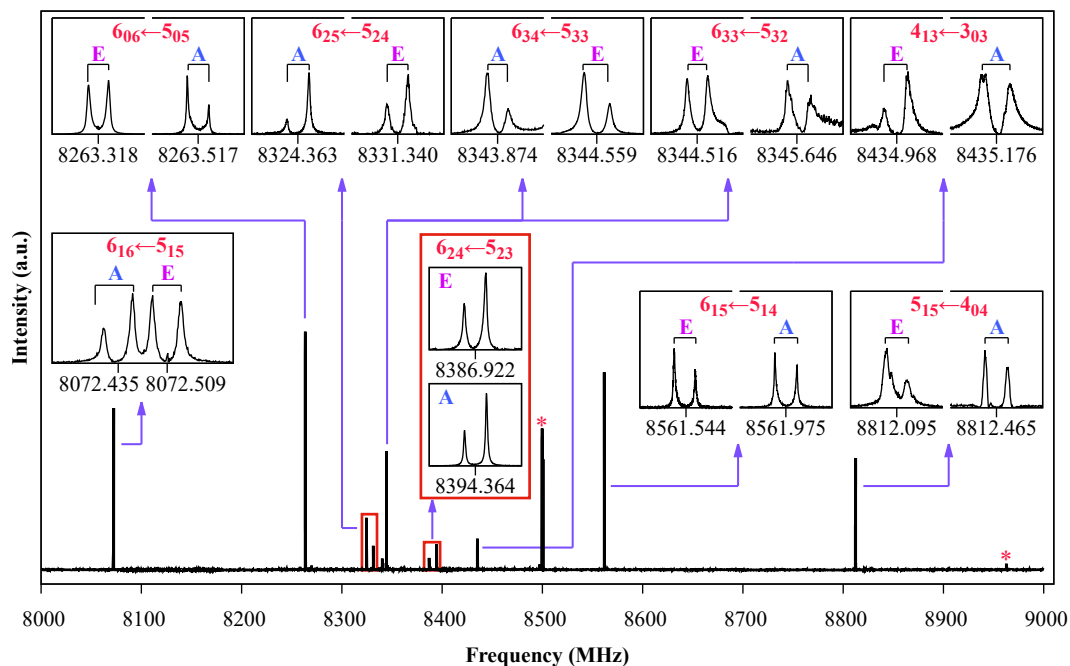 6₀₆←5₀₅
E A
8263.318 8263.517
6₂₅←5₂₄
A E
8324.363 8331.340
6₃₄←5₃₃
A E
8343.874 8344.559
6₃₃←5₃₂
E A
8344.516 8345.646
4₁₃←3₀₃
E A
8434.968 8435.176
6₁₆←5₁₅
A E
8072.435 8072.509
6₂₄←5₂₃
E
8386.922
A
8394.364
*
6₁₅←5₁₄
E A
8561.544 8561.975
5₁₅←4₀₄
E A
8812.095 8812.465
*
Intensity (a.u.)
8000 8100 8200 8300 8400 8500 8600 8700 8800 8900 9000
Frequency (MHz)